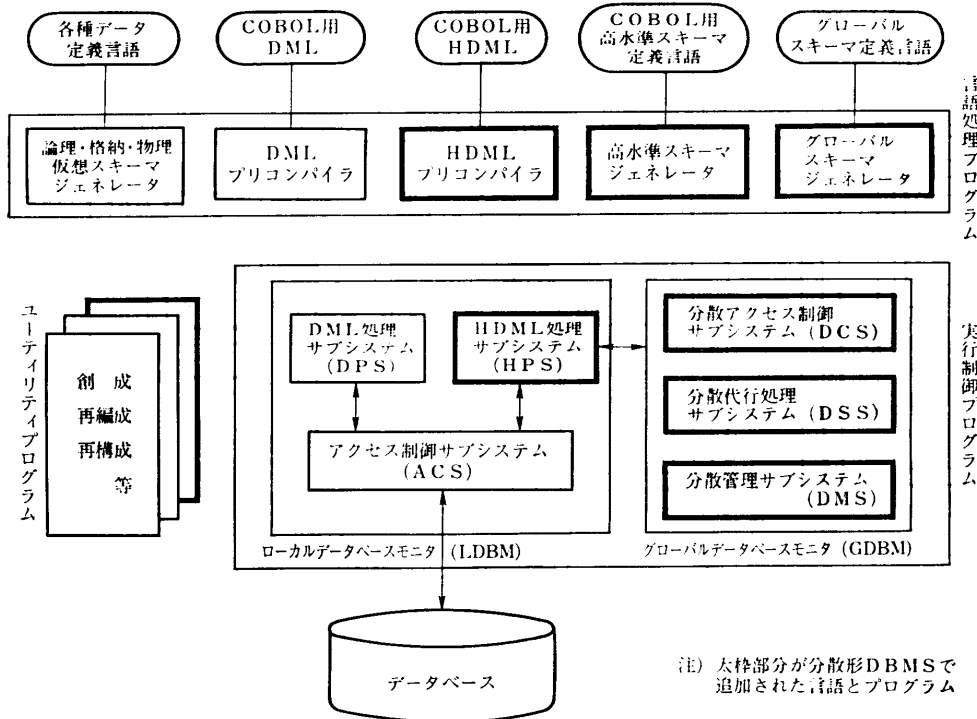 各種データ
定義言語
COBOL用
DML
COBOL用
HDML
COBOL用
高水準スキーマ
定義言語
グローバル
スキーマ定義言語
論理・格納・物理
仮想スキーマ
ジェネレータ
DML
プリコンパイラ
HDML
プリコンパイラ
高水準スキーマ
ジェネレータ
グローバル
スキーマ
ジェネレータ
言語処理プログラム
ユーティリティプログラム
創成
再編成
再構成
等
DML処理
サブシステム
(DPS)
HDML処理
サブシステム
(HPS)
アクセス制御サブシステム
(ACS)
ローカルデータベースモニタ (LDBM)
分散アクセス制御
サブシステム(DCS)
分散代行処理
サブシステム(DSS)
分散管理サブシステム
(DMS)
グローバルデータベースモニタ (GDBM)
実行制御プログラム
データベース
注) 太枠部分が分散形DBMSで
追加された言語とプログラム